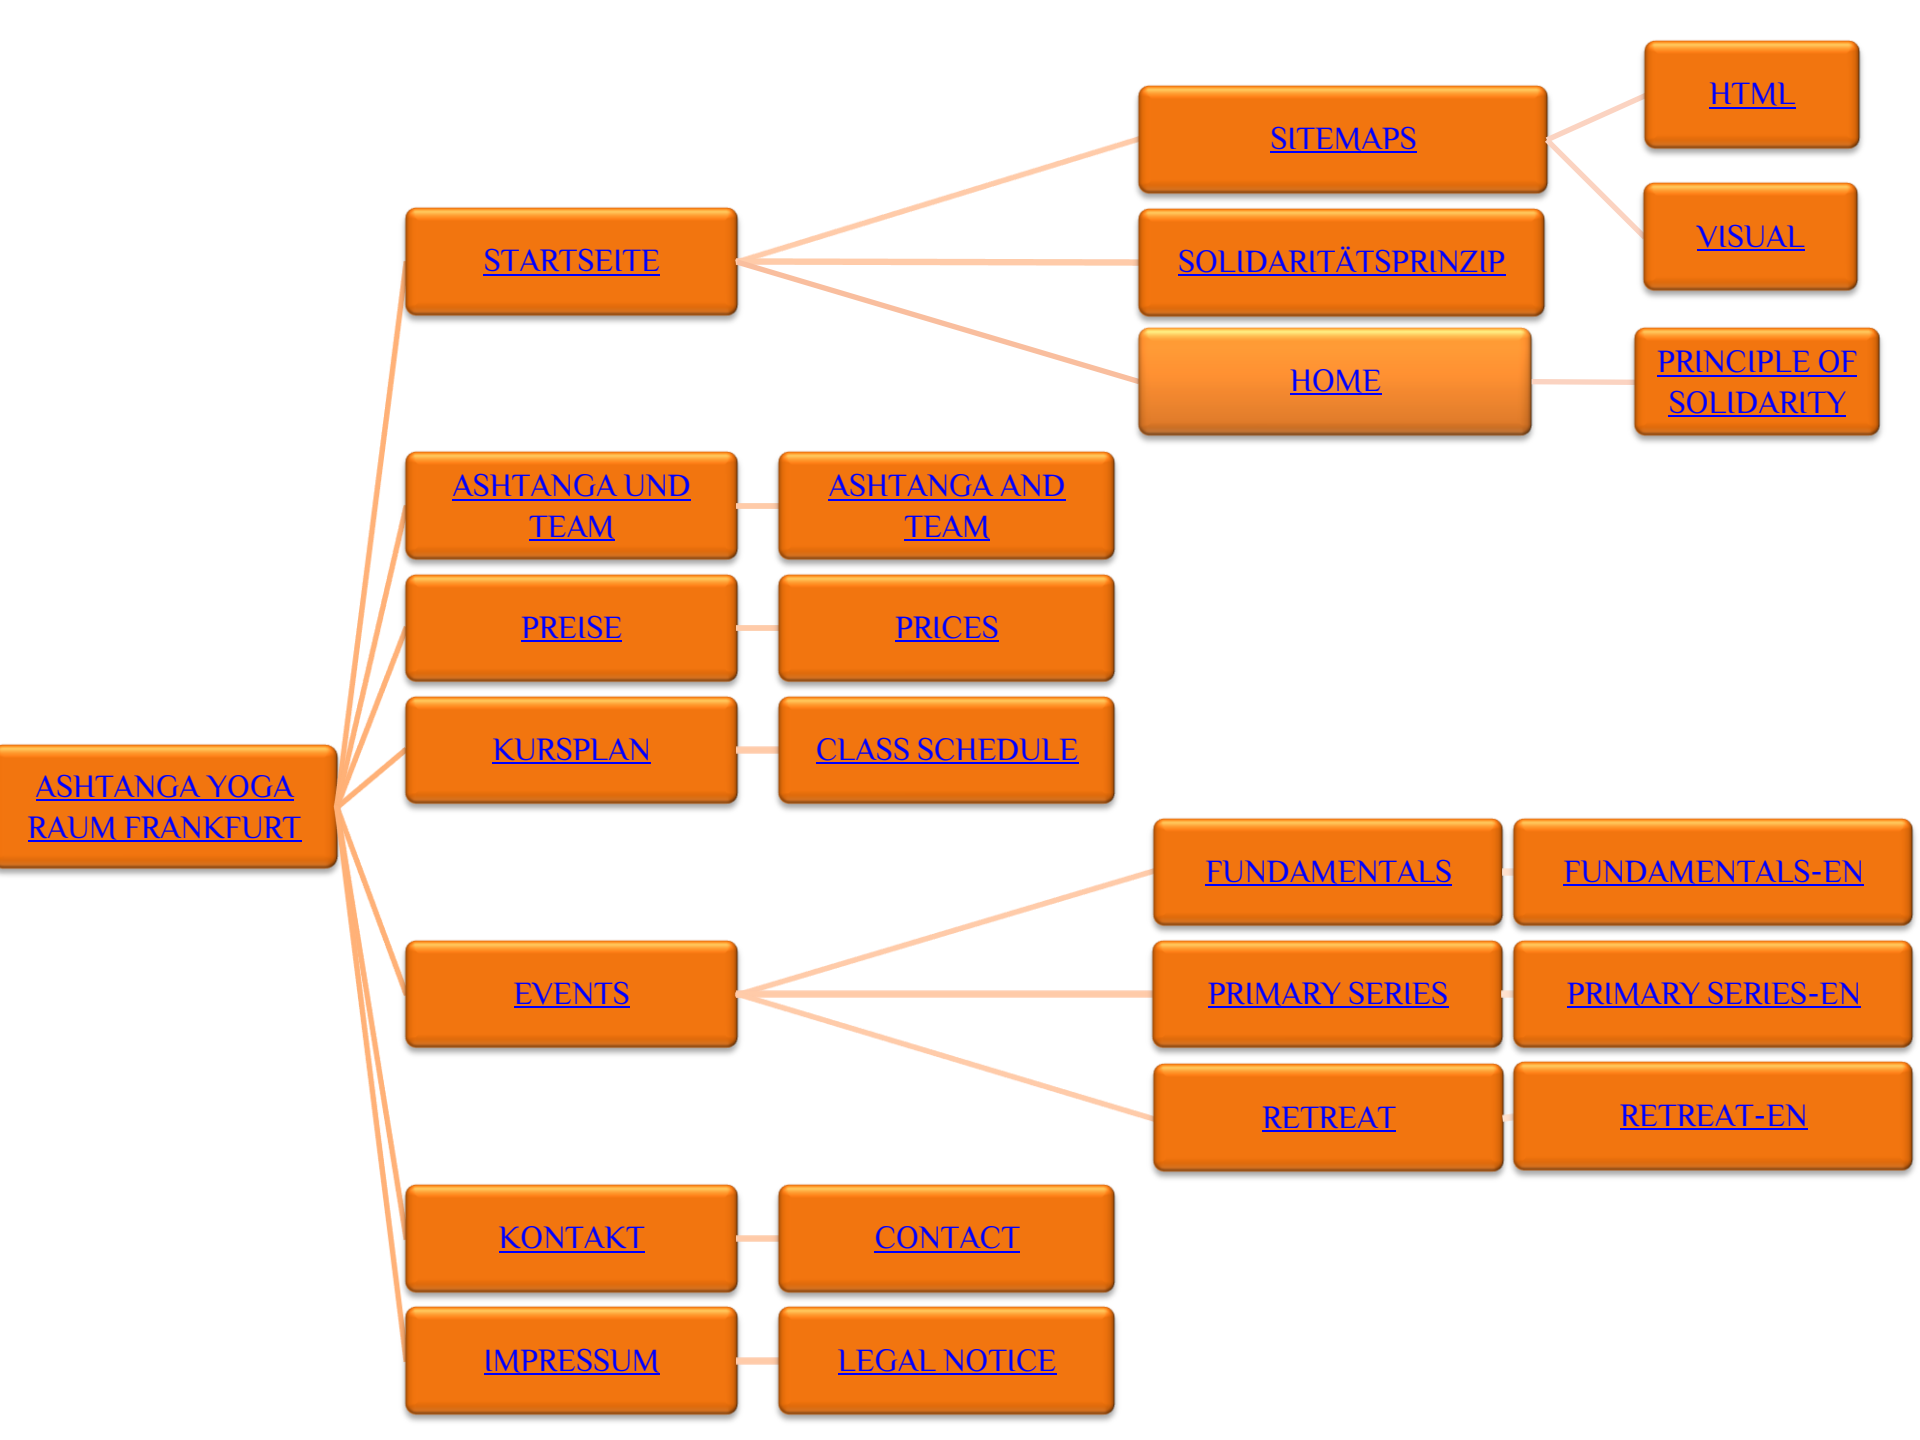 ASHTANGA YOGA
RAUM FRANKFURT
STARTSEITE
SITEMAPS
HTML
VISUAL
SOLIDARITÄTSPRINZIP
HOME
PRINCIPLE OF
SOLIDARITY
ASHTANGA UND
TEAM
ASHTANGA AND
TEAM
PREISE
PRICES
KURSPLAN
CLASS SCHEDULE
EVENTS
FUNDAMENTALS
FUNDAMENTALS-EN
PRIMARY SERIES
PRIMARY SERIES-EN
RETREAT
RETREAT-EN
KONTAKT
CONTACT
IMPRESSUM
LEGAL NOTICE